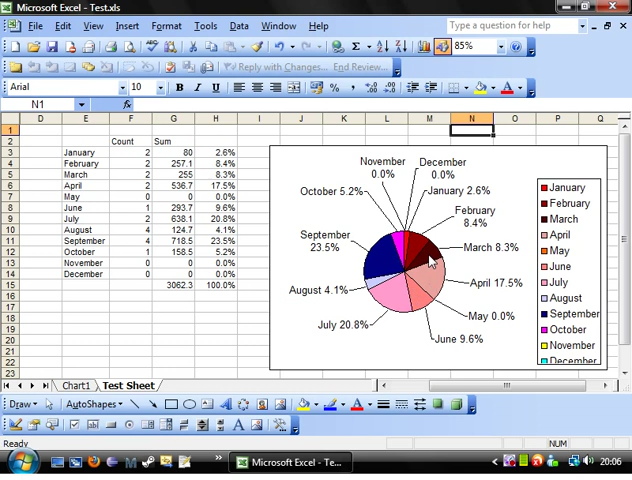 Microsoft Excel - Test.xls
File Edit View Insert Format Tools Data Window Help
Type a question for help
85%
Reply with Changes... End Review...
Arial 10 B I U
N1 fx
D E F G H I J K L M N O P Q
1
2 Count Sum
3 January 2 80 2.6%
4 February 2 257.1 8.4%
5 March 2 255 8.3%
6 April 2 536.7 17.5%
7 May 0 0 0.0%
8 June 1 293.7 9.6%
9 July 2 638.1 20.8%
10 August 4 124.7 4.1%
11 September 4 718.5 23.5%
12 October 1 158.5 5.2%
13 November 0 0 0.0%
14 December 0 0 0.0%
15 3062.3 100.0%
16
17
18
19
20
21
22
23
November 0.0%
December 0.0%
January 2.6%
February 8.4%
March 8.3%
April 17.5%
May 0.0%
June 9.6%
July 20.8%
August 4.1%
September 23.5%
October 5.2%
January
February
March
April
May
June
July
August
September
October
November
December
Chart1 Test Sheet
Draw AutoShapes
Ready NUM
Microsoft Excel - Te...
20:06